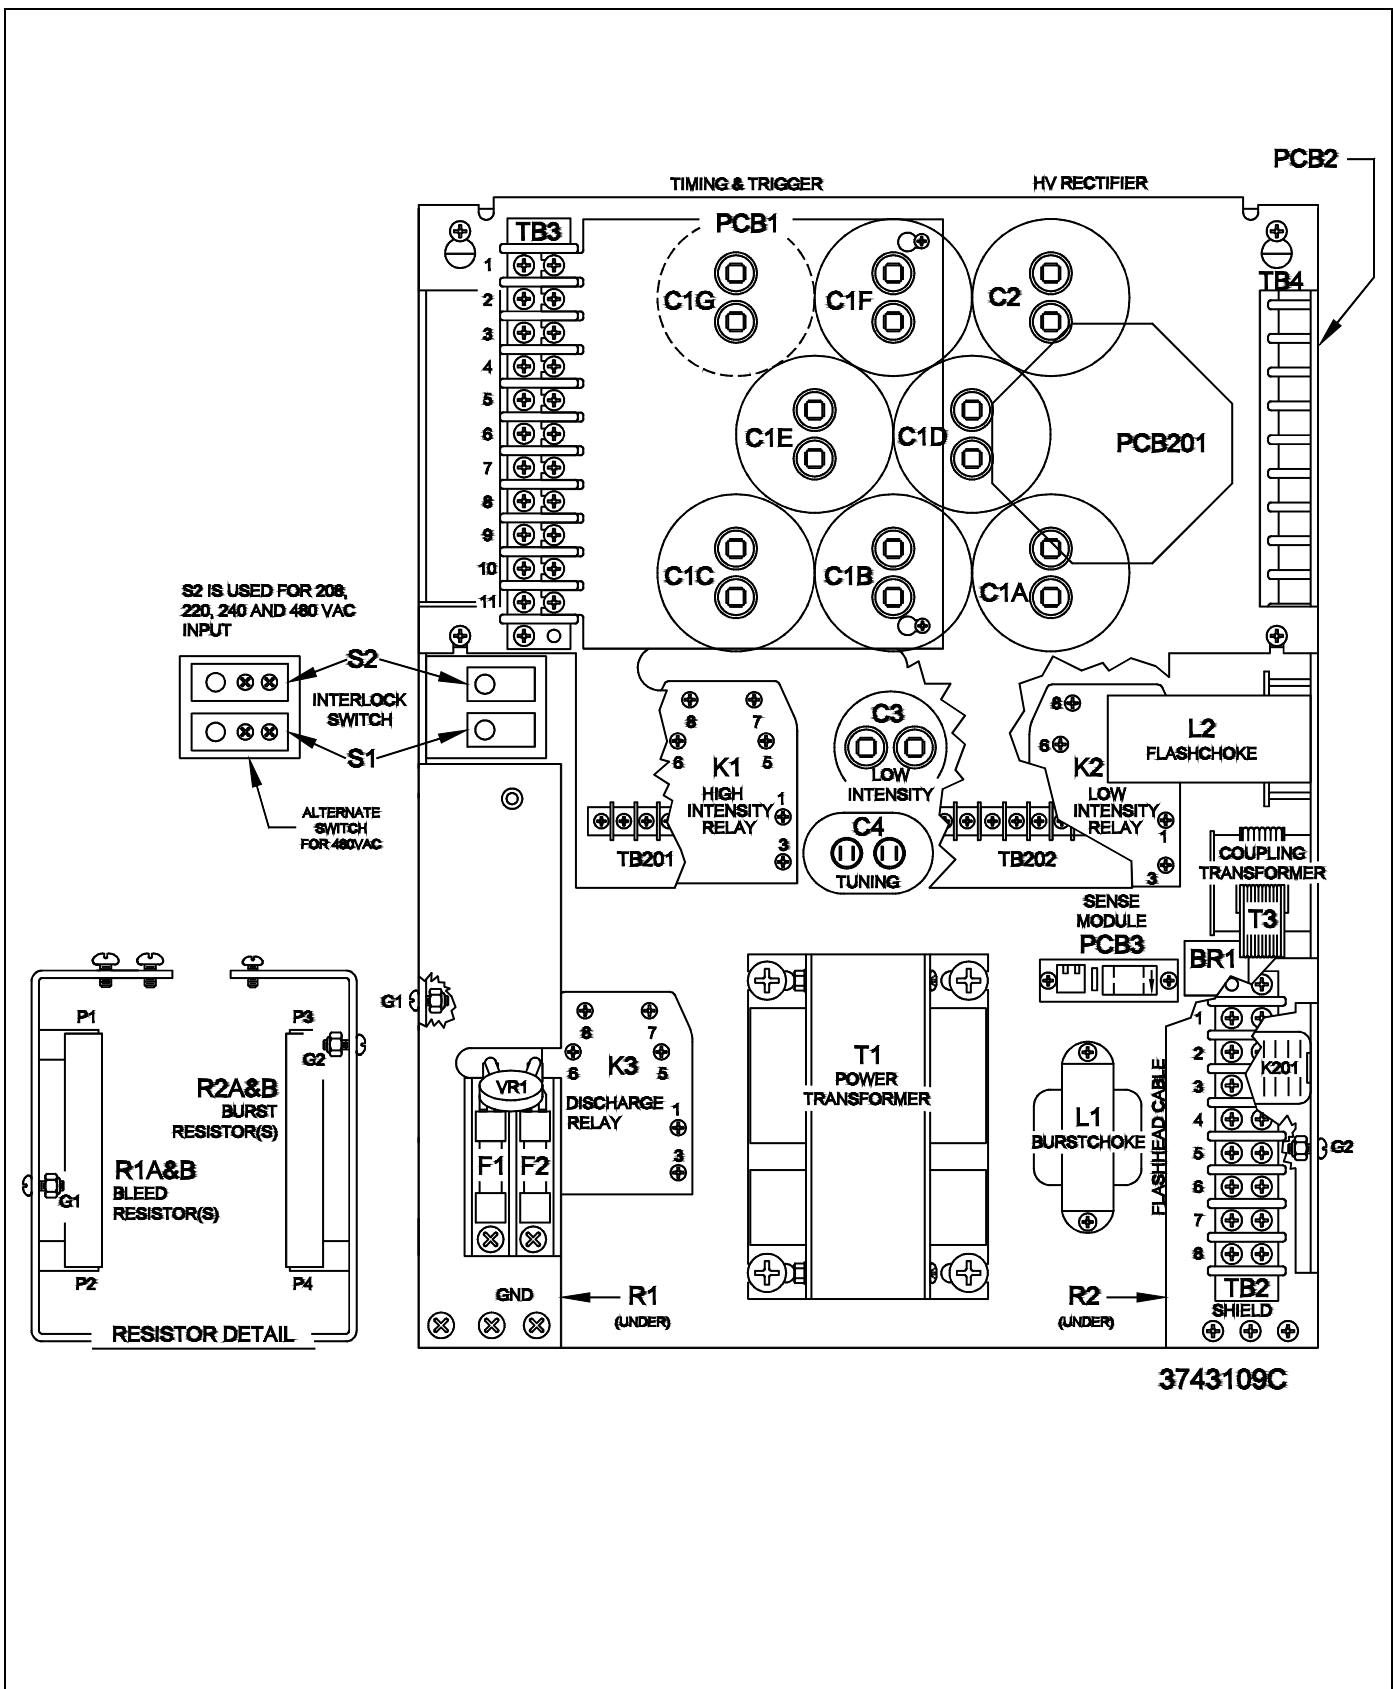 PCB2
TIMING & TRIGGER
HV RECTIFIER
PCB1
TB3
TB4
1
2
3
4
5
6
7
8
9
10
11
C1G
C1F
C2
C1E
C1D
PCB201
C1C
C1B
C1A
S2 IS USED FOR 208,
220, 240 AND 480 VAC
INPUT
S2
INTERLOCK
SWITCH
S1
ALTERNATE
SWITCH
FOR 480VAC
8
7
6
5
K1
HIGH
INTENSITY
RELAY
1
3
TB201
C3
LOW
INTENSITY
C4
TUNING
8
6
K2
LOW
INTENSITY
RELAY
1
3
TB202
L2
FLASHCHOKE
COUPLING
TRANSFORMER
T3
SENSE
MODULE
PCB3
BR1
P1
P3
G2
R2A&B
BURST
RESISTOR(S)
R1A&B
BLEED
RESISTOR(S)
G1
P2
P4
RESISTOR DETAIL
G1
8
7
6
5
K3
DISCHARGE
RELAY
1
3
VR1
F1
F2
GND
R1
(UNDER)
T1
POWER
TRANSFORMER
L1
BURSTCHOKE
FLASHHEAD CABLE
1
2
3
4
5
6
7
8
K201
G2
R2
(UNDER)
TB2
SHIELD
3743109C